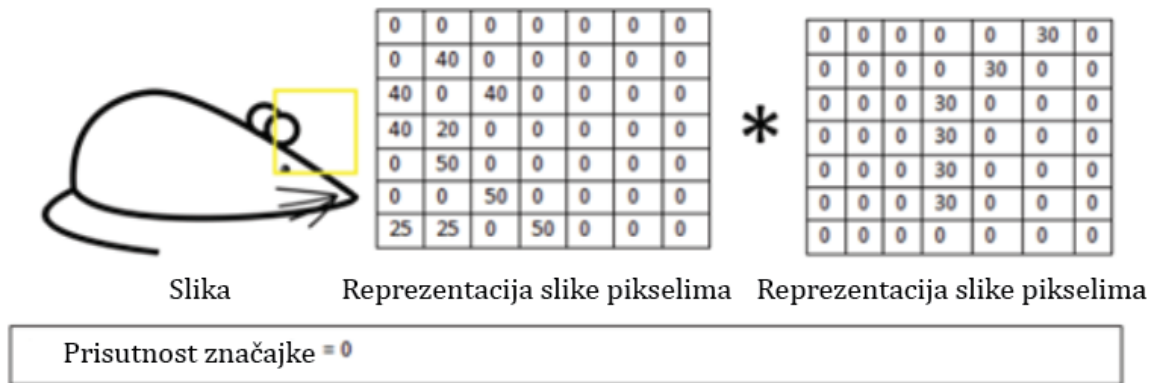 0 0 0 0 0 0 0
0 40 0 0 0 0 0
40 0 40 0 0 0 0
40 20 0 0 0 0 0
0 50 0 0 0 0 0
0 0 50 0 0 0 0
25 25 0 50 0 0 0
*
0 0 0 0 0 30 0
0 0 0 0 30 0 0
0 0 0 30 0 0 0
0 0 0 30 0 0 0
0 0 0 30 0 0 0
0 0 0 30 0 0 0
0 0 0 0 0 0 0
Slika
Reprezentacija slike pikselima
Reprezentacija slike pikselima
Prisutnost značajke = 0